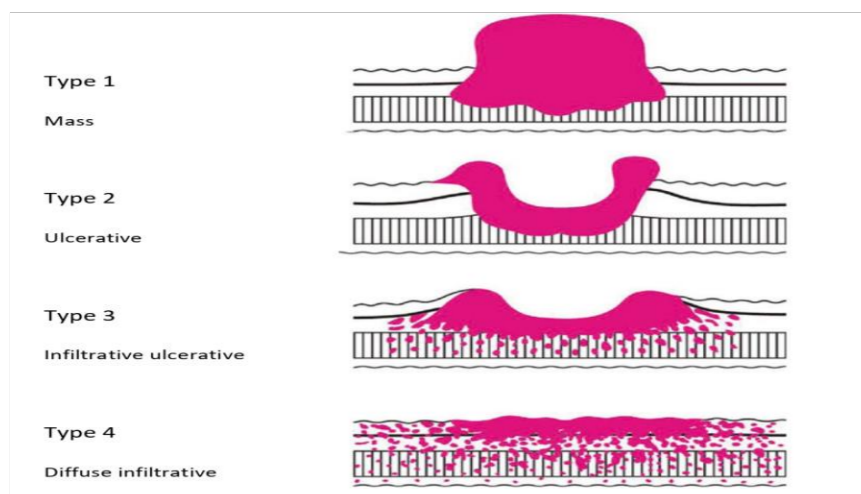 Type 1
Mass
Type 2
Ulcerative
Type 3
Infiltrative ulcerative
Type 4
Diffuse infiltrative